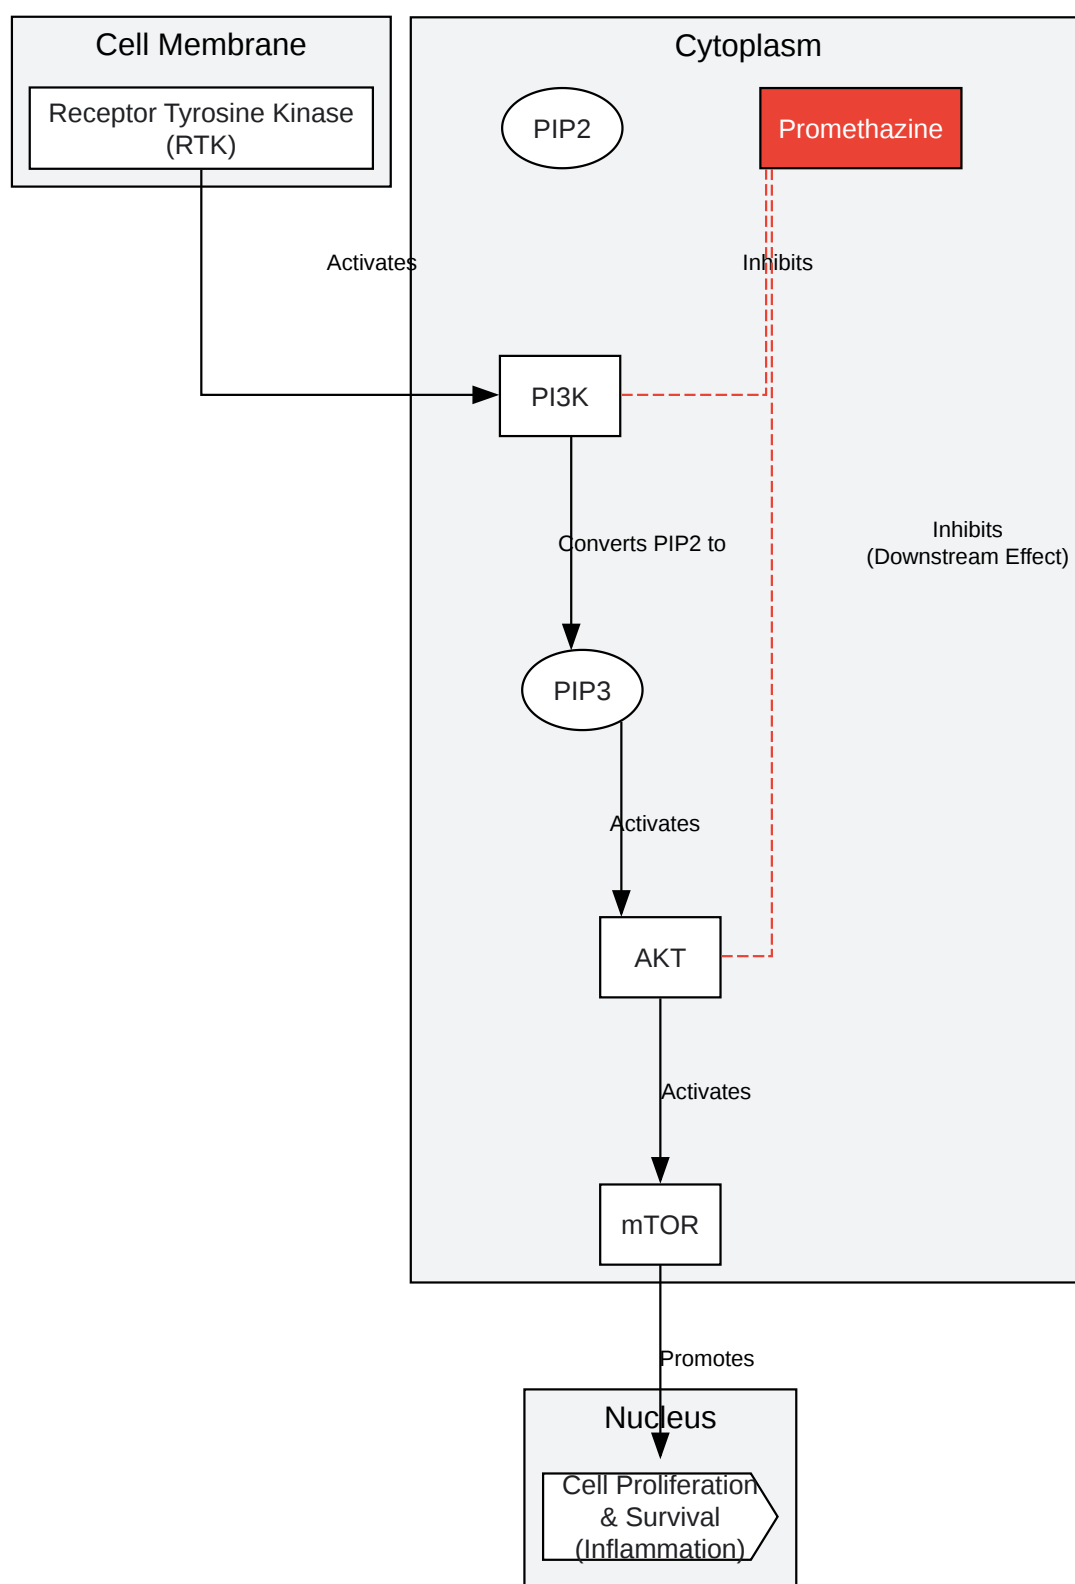 Cell Membrane
Receptor Tyrosine Kinase
(RTK)
Cytoplasm
PIP2
Promethazine
Activates
Inhibits
PI3K
Inhibits
(Downstream Effect)
Converts PIP2 to
PIP3
Activates
AKT
Activates
mTOR
Promotes
Nucleus
Cell Proliferation
& Survival
(Inflammation)